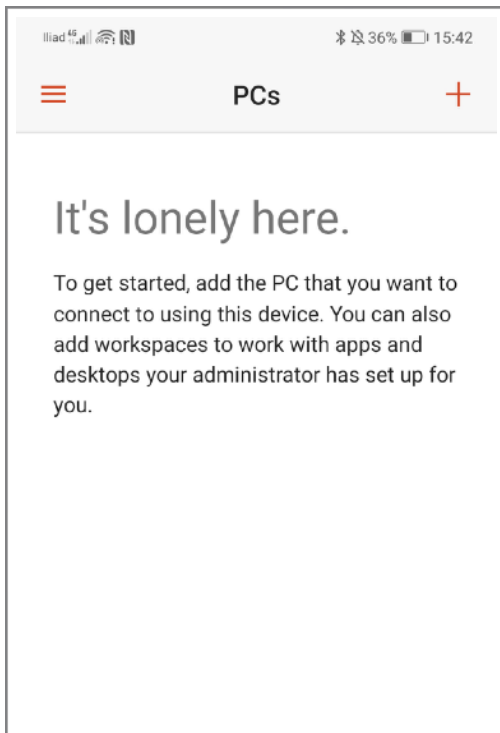 Iliad 4G 36% 15:42
PCs
It's lonely here.
To get started, add the PC that you want to
connect to using this device. You can also
add workspaces to work with apps and
desktops your administrator has set up for
you.